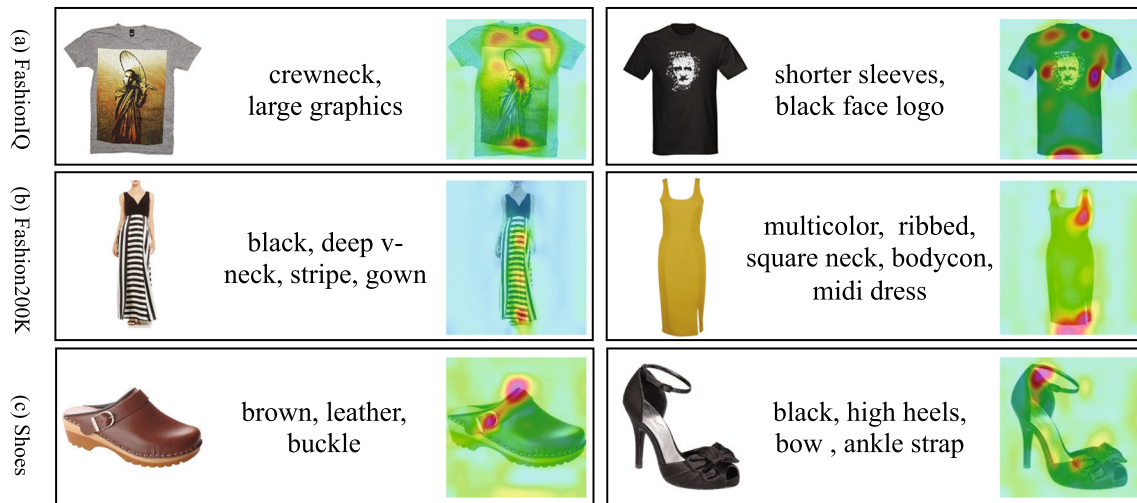 (a) FashionIQ
crewneck,
large graphics
shorter sleeves,
black face logo
(b) Fashion200K
black, deep v-
neck, stripe, gown
multicolor, ribbed,
square neck, bodycon,
midi dress
(c) Shoes
brown, leather,
buckle
black, high heels,
bow , ankle strap